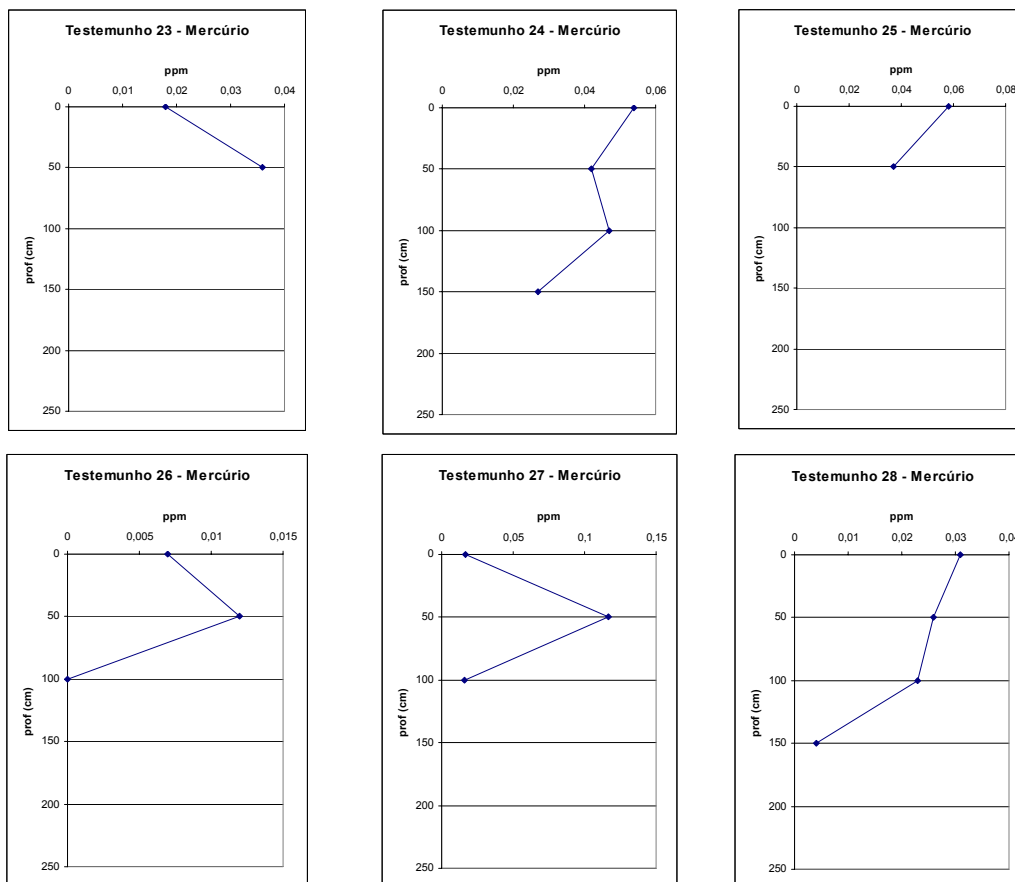 Testemunho 23 - Mercúrio
ppm
0 0,01 0,02 0,03 0,04
0
50
100
150
200
250
prof (cm)
Testemunho 24 - Mercúrio
ppm
0 0,02 0,04 0,06
0
50
100
150
200
250
prof (cm)
Testemunho 25 - Mercúrio
ppm
0 0,02 0,04 0,06 0,08
0
50
100
150
200
250
prof (cm)
Testemunho 26 - Mercúrio
ppm
0 0,005 0,01 0,015
0
50
100
150
200
250
prof (cm)
Testemunho 27 - Mercúrio
ppm
0 0,05 0,1 0,15
0
50
100
150
200
250
prof (cm)
Testemunho 28 - Mercúrio
ppm
0 0,01 0,02 0,03 0,04
0
50
100
150
200
250
prof (cm)